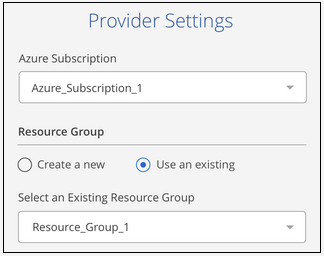 Provider Settings
Azure Subscription
Azure_Subscription_1
Resource Group
Create a new Use an existing
Select an Existing Resource Group
Resource_Group_1